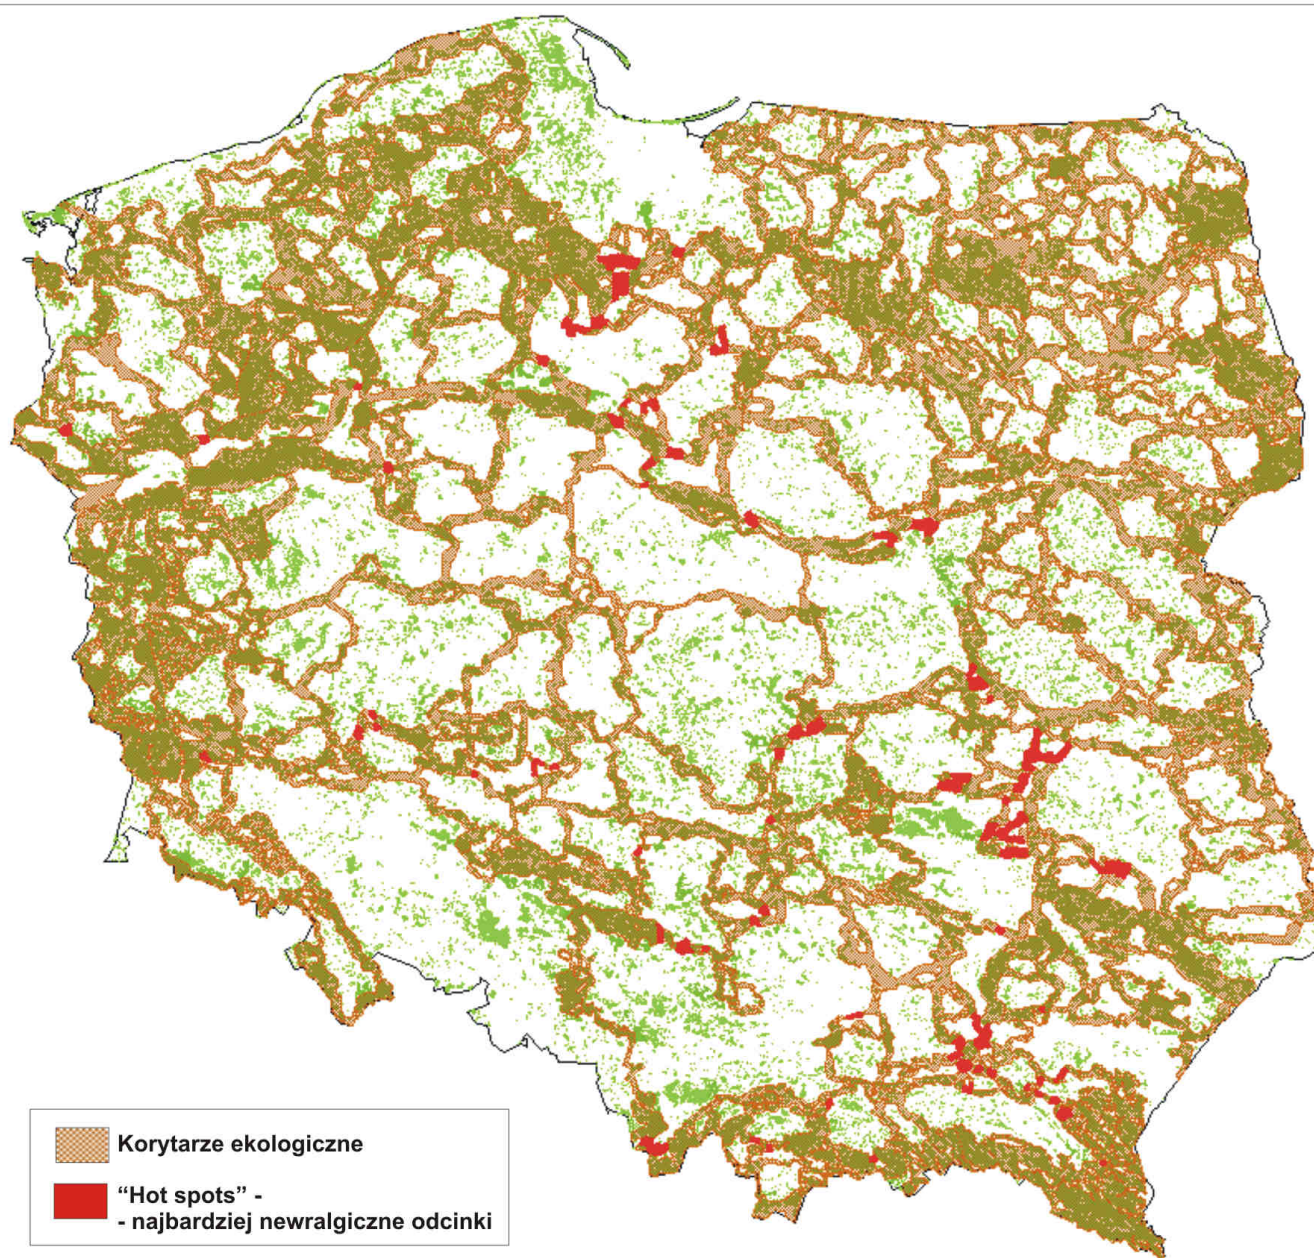 Korytarze ekologiczne
“Hot spots” -
- najbardziej newralgiczne odcinki